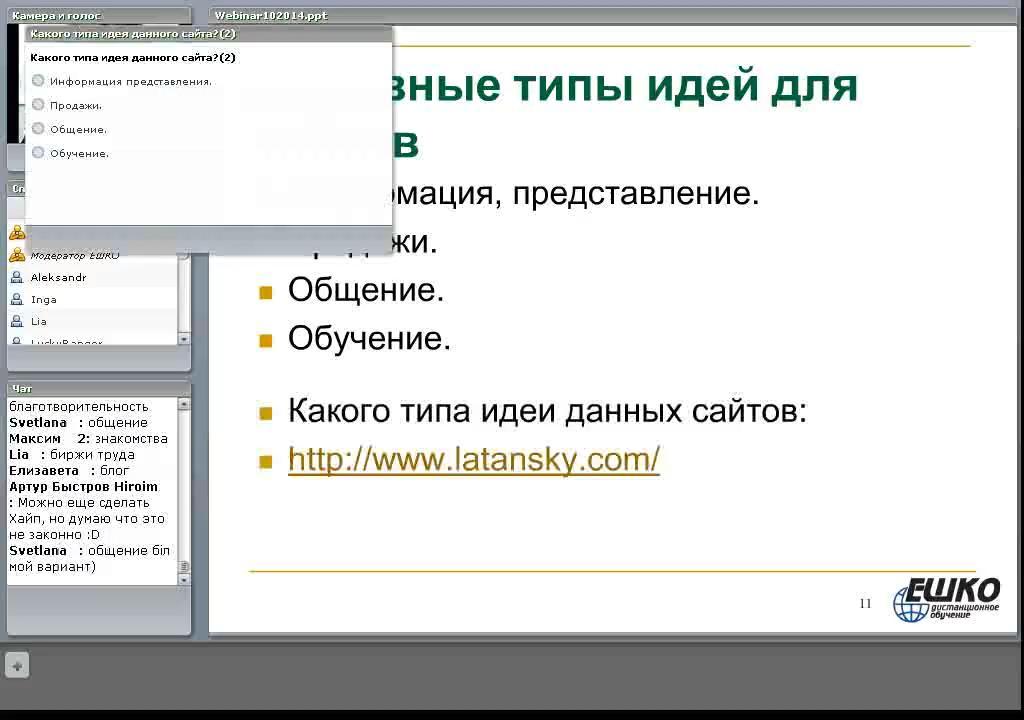 Камера и голос
Webinar102014.ppt
Какого типа идея данного сайта?(2)
Какого типа идея данного сайта?(2)
Информация представления.
Продажи.
Общение.
Обучение.
вные типы идей для
в
мация, представление.
жи.
Общение.
Обучение.
Какого типа идеи данных сайтов:
http://www.latansky.com/
Модератор ЕШКО
Aleksandr
Inga
Lia
LuckyRanger
Чат
благотворительность
Svetlana : общение
Максим 2: знакомства
Lia : биржи труда
Елизавета : блог
Артур Быстров Hiroim
: Можно еще сделать
Хайп, но думаю что это
не законно :D
Svetlana : общение біл
мой вариант)
11
ЕШКО
дистанционное
обучение